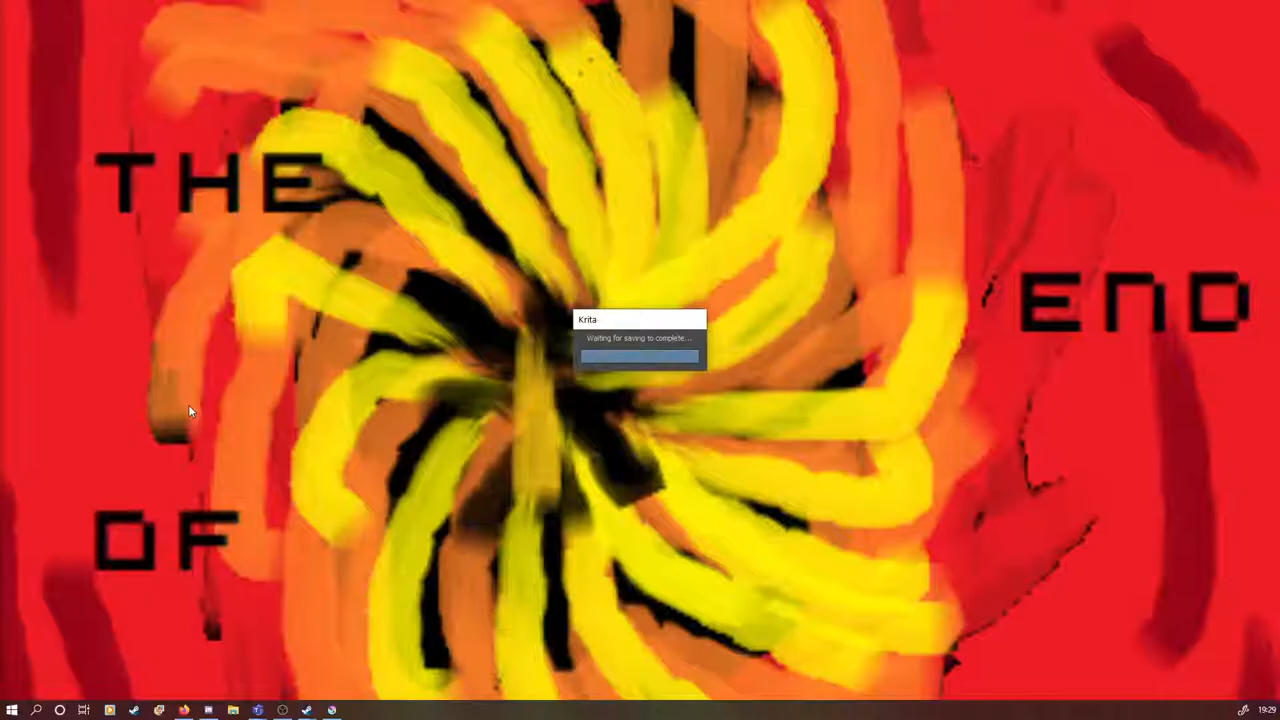 THE
END
Krita
Waiting for saving to complete...
OF
19:29